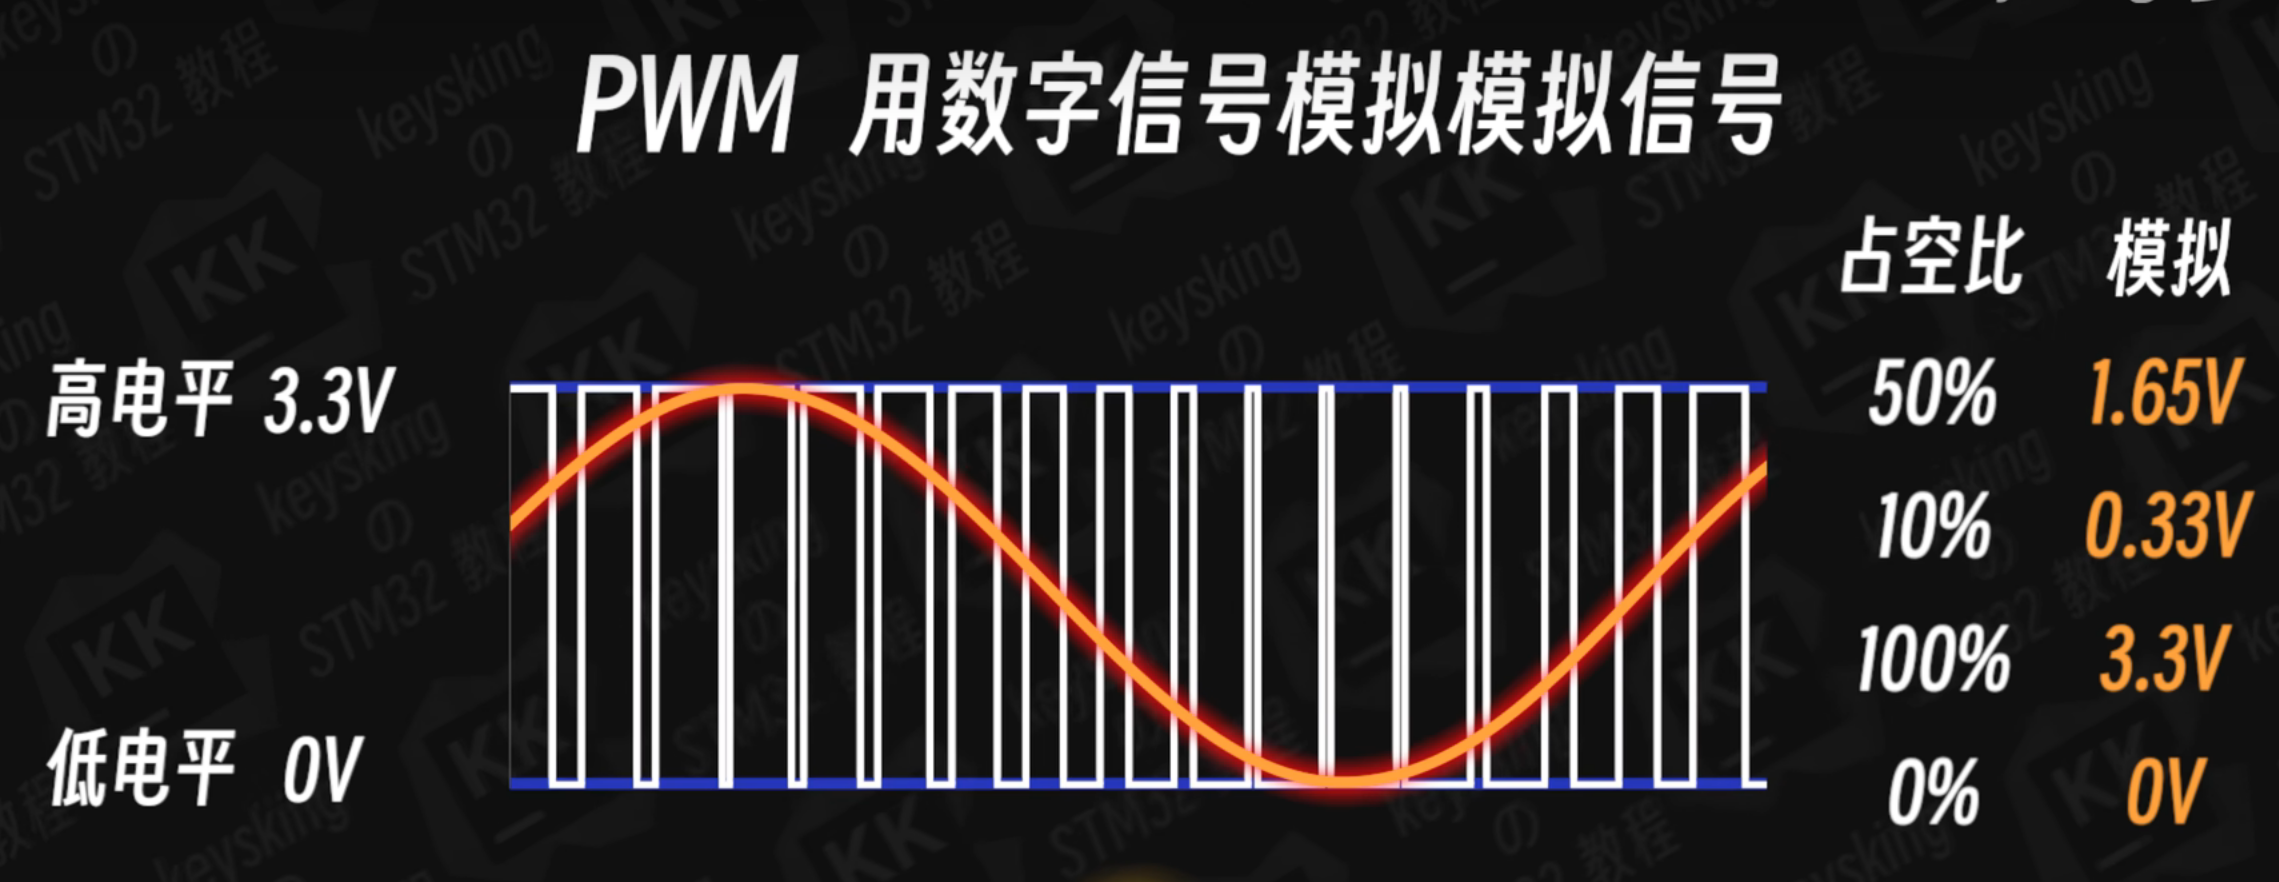 PWM 用数字信号模拟模拟信号
占空比 模拟
高电平 3.3V
50% 1.65V
10% 0.33V
100% 3.3V
低电平 0V
0% 0V
keysking
の
STM32 教程
KK